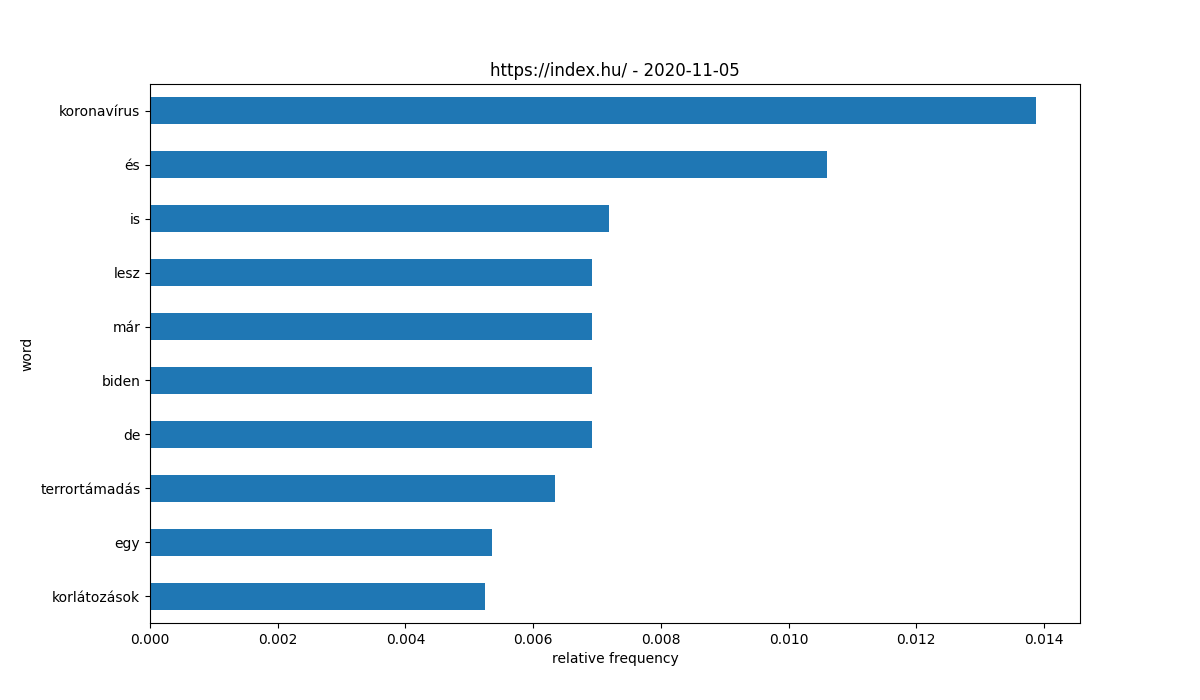 https://index.hu/ - 2020-11-05
koronavírus
és
is
lesz
már
biden
de
terrortámadás
egy
korlátozások
word
0.000 0.002 0.004 0.006 0.008 0.010 0.012 0.014
relative frequency